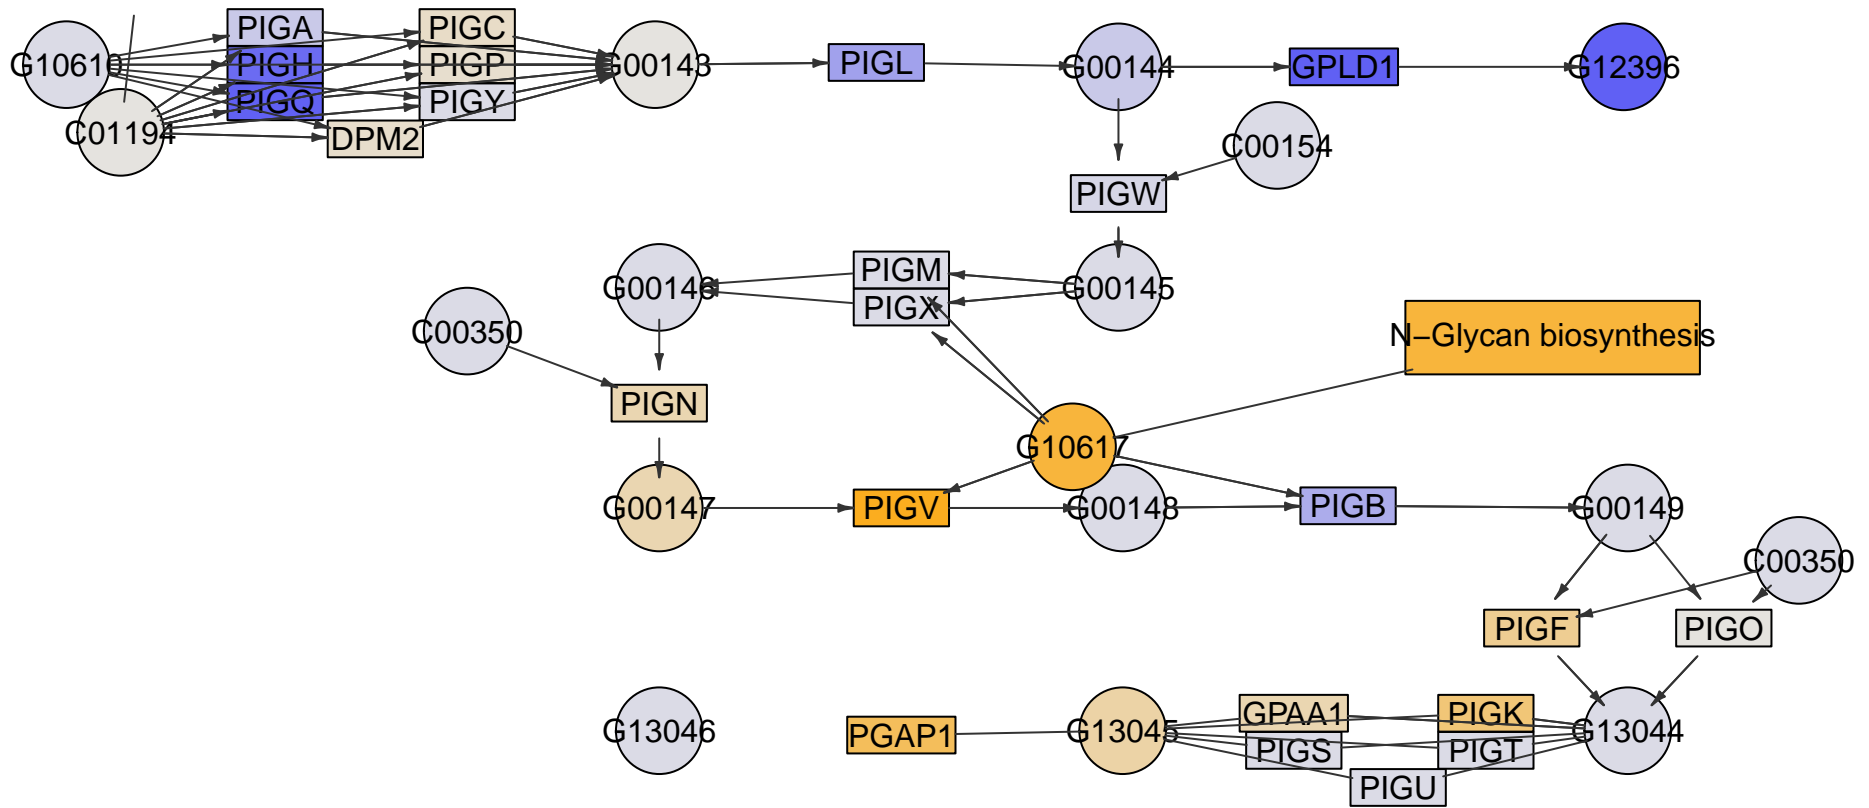 PIGA
PIGC
G10610
PIGH
PIGP
G00143
PIGL
G00144
GPLD1
G12396
PIGQ
PIGY
C01194
DPM2
C00154
PIGW
PIGM
G00146
PIGX
G00145
C00350
N−Glycan biosynthesis
PIGN
G10617
G00147
PIGV
G00148
PIGB
G00149
C00350
PIGF
PIGO
GPAA1
PIGK
G13046
PGAP1
G13045
G13044
PIGS
PIGT
PIGU